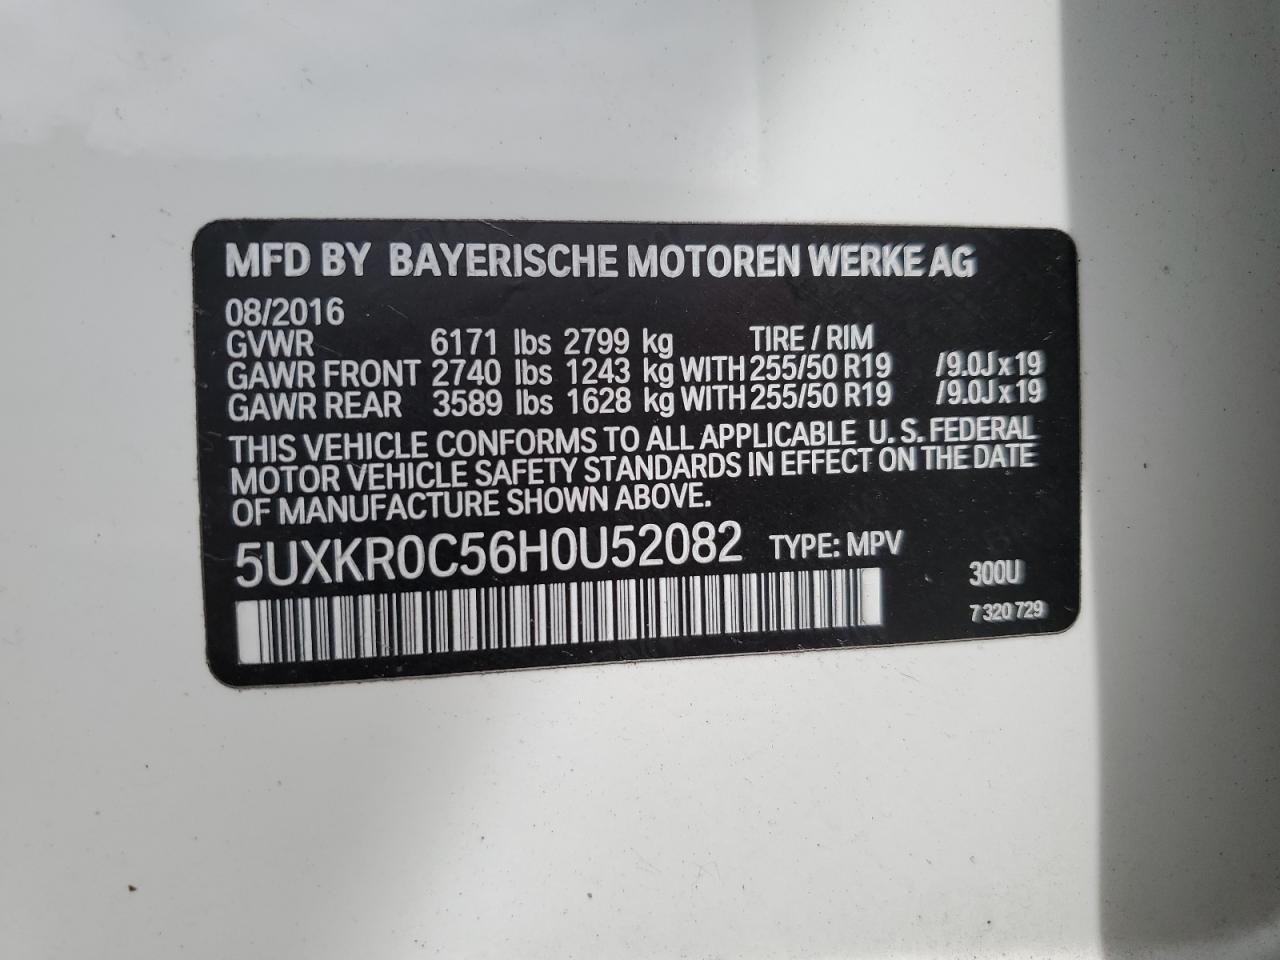 MFD BY BAYERISCHE MOTOREN WERKE AG
08/2016
GVWR 6171 lbs 2799 kg TIRE / RIM
GAWR FRONT 2740 lbs 1243 kg WITH 255/50 R19 /9.0J x 19
GAWR REAR 3589 lbs 1628 kg WITH 255/50 R19 /9.0J x 19
THIS VEHICLE CONFORMS TO ALL APPLICABLE U. S. FEDERAL
MOTOR VEHICLE SAFETY STANDARDS IN EFFECT ON THE DATE
OF MANUFACTURE SHOWN ABOVE.
5UXKR0C56H0U52082 TYPE: MPV
300U
7 320 729